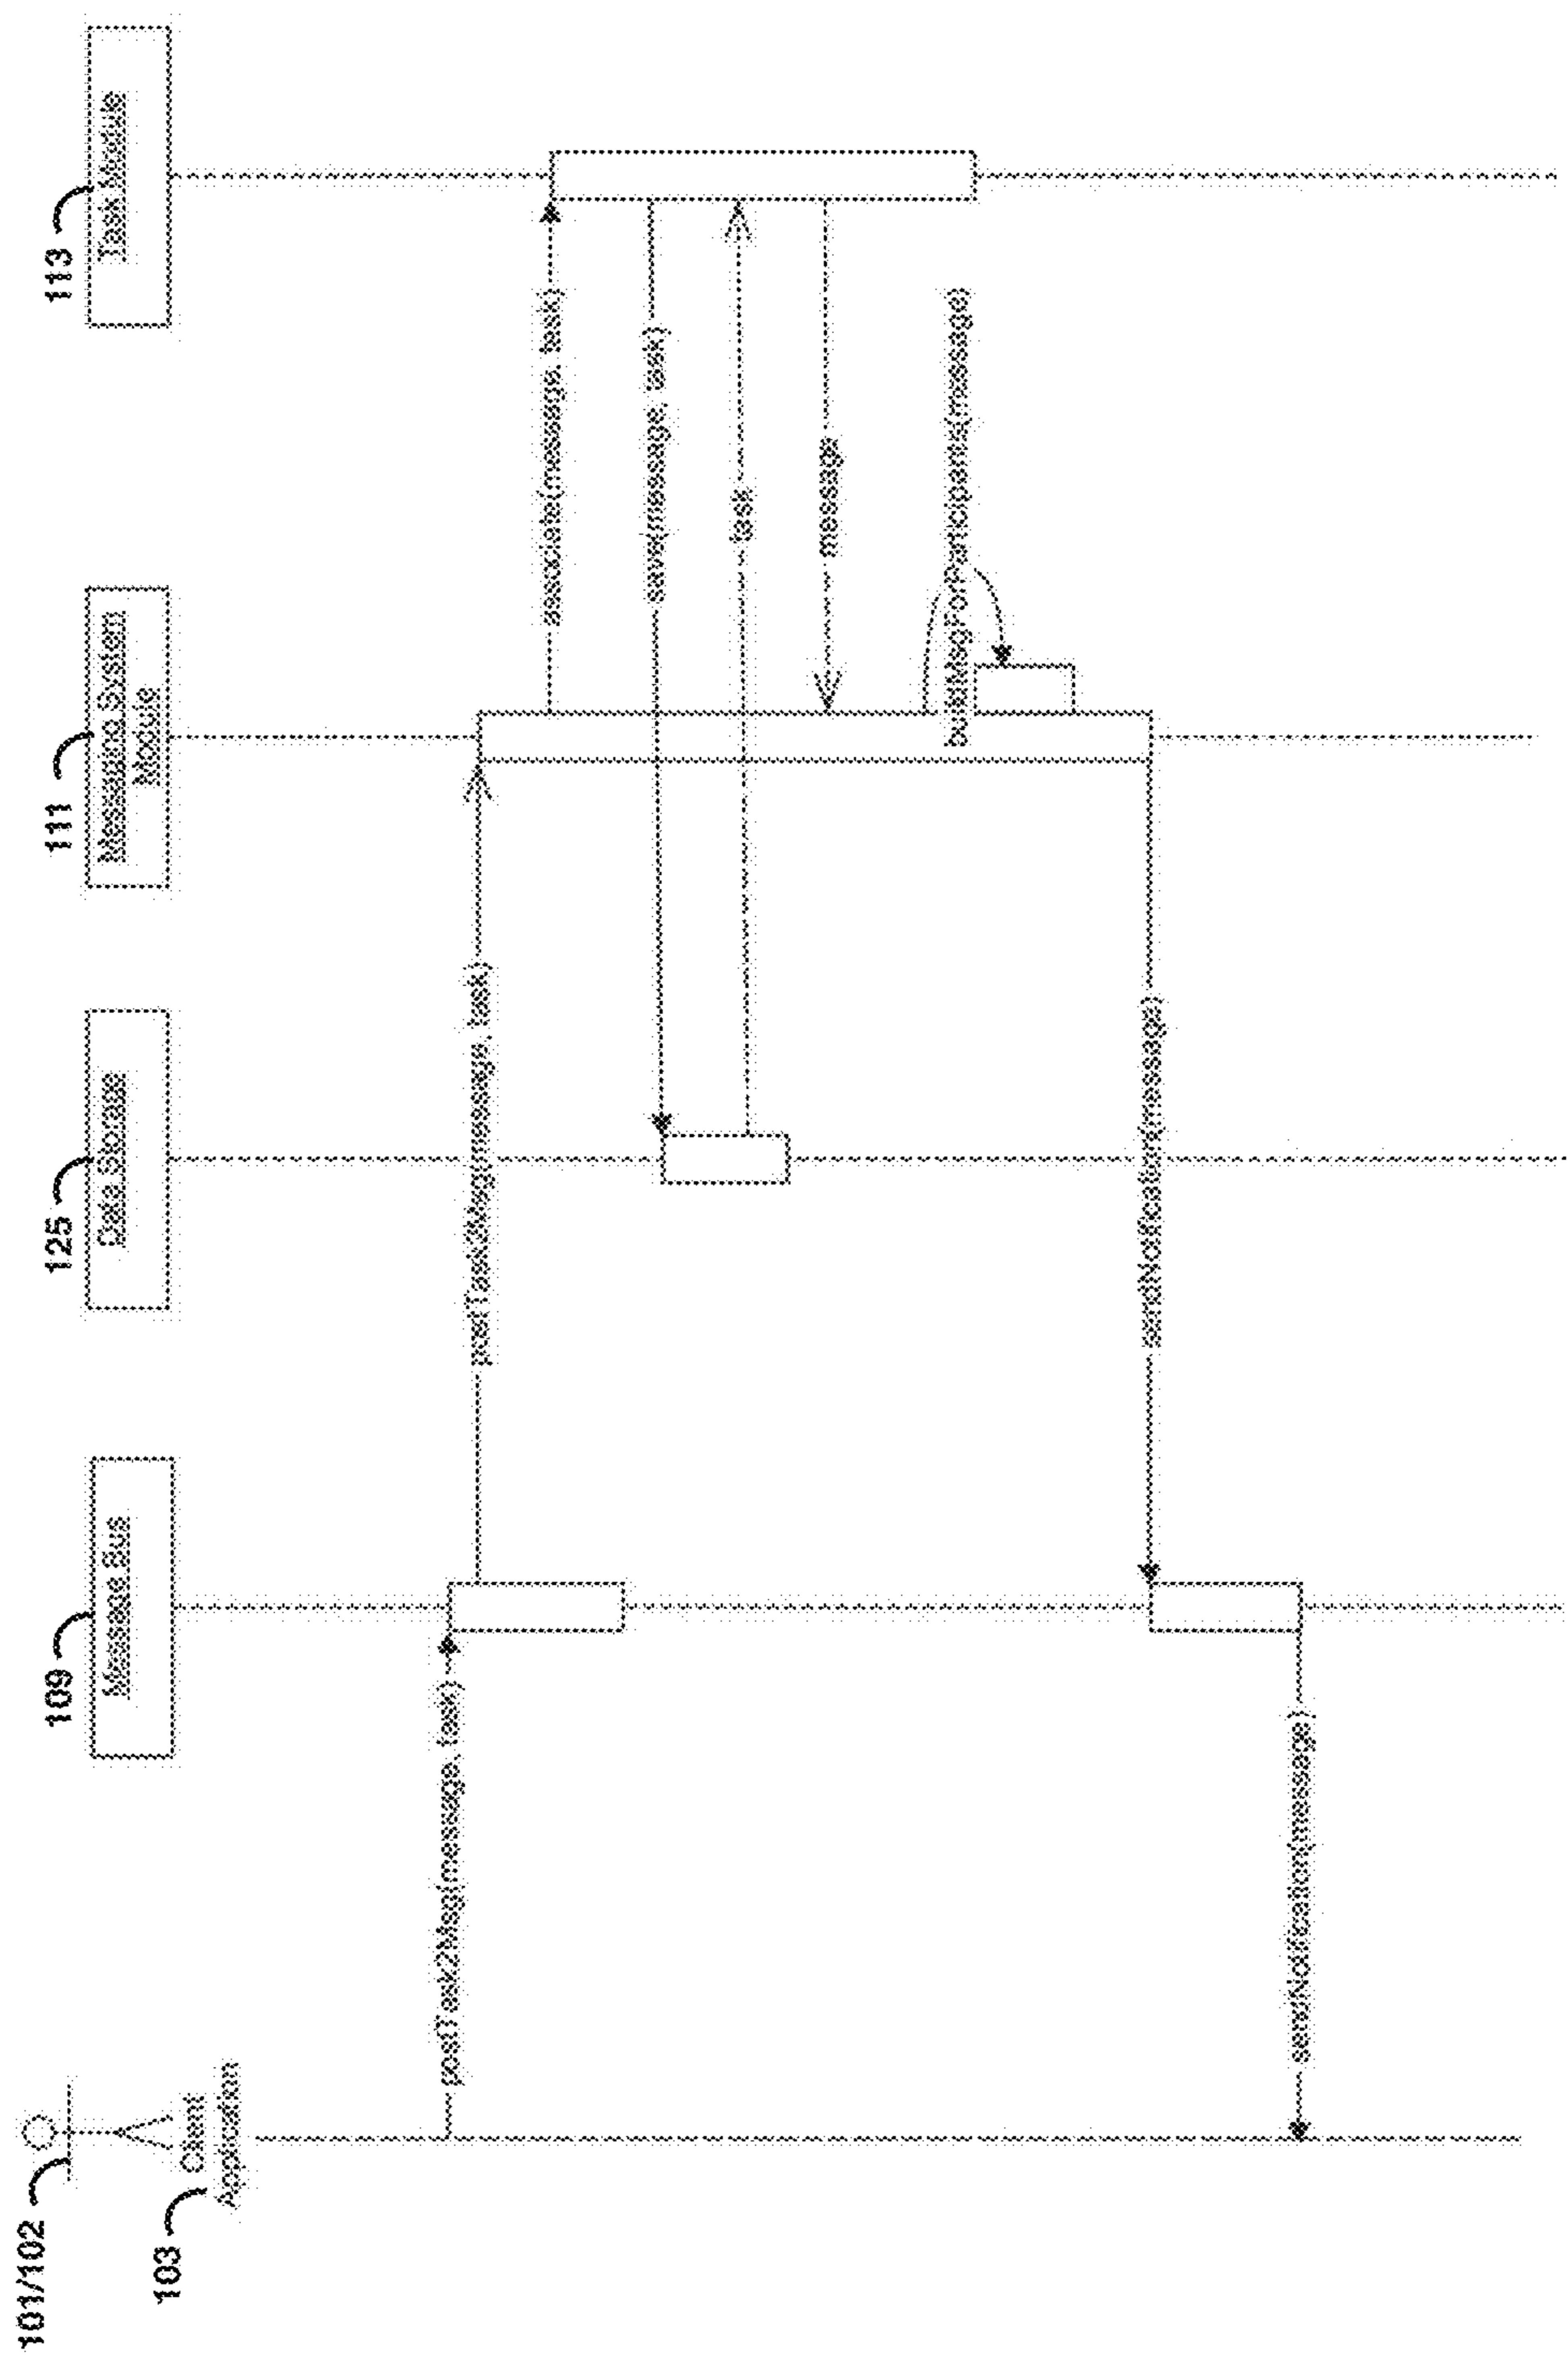 101/102
103
Client
Application
109
Message Bus
125
Data Storage
111
Messaging System
Module
113
Task Module
postTask2Msg(message, task)
postTask2Msg(message, task)
associate(message, task)
save(message, task)
task
message
buildMsgForParticipants(message)
sendNotification(message)
sendNotification(message)